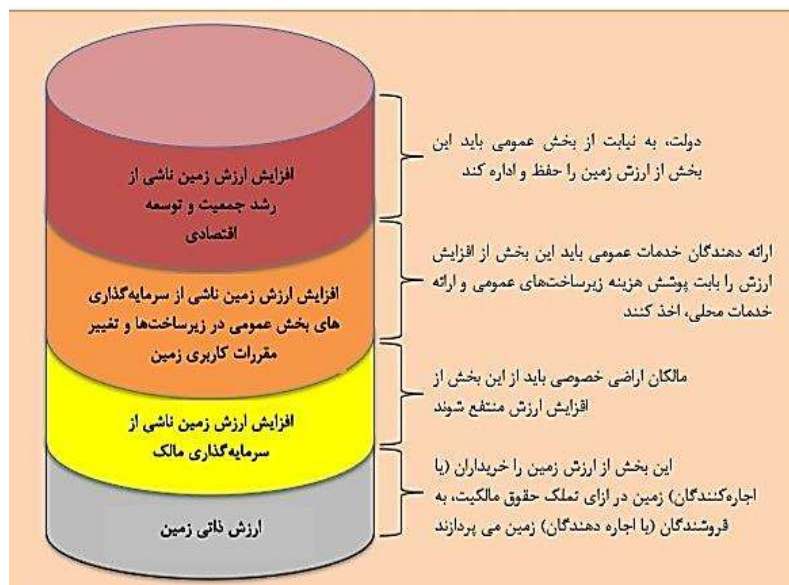 افزایش ارزش زمین ناشی از
رشد جمعیت و توسعه
اقتصادی
دولت، به نیابت از بخش عمومی باید این
بخش از ارزش زمین را حفظ و اداره کند
افزایش ارزش زمین ناشی از سرمایه‌گذاری
های بخش عمومی در زیرساخت‌ها و تغییر
مقررات کاربری زمین
ارائه دهندگان خدمات عمومی باید این بخش از افزایش
ارزش را بابت پوشش هزینه زیرساخت‌های عمومی و ارائه
خدمات محلی، اخذ کنند
افزایش ارزش زمین ناشی از
سرمایه‌گذاری مالک
مالکان اراضی خصوصی باید از این بخش از
افزایش ارزش منتفع شوند
ارزش ذاتی زمین
این بخش از ارزش زمین را خریداران (یا
اجاره‌کنندگان) زمین در ازای تملک حقوق مالکیت، به
فروشندگان (یا اجاره دهندگان) زمین می پردازند